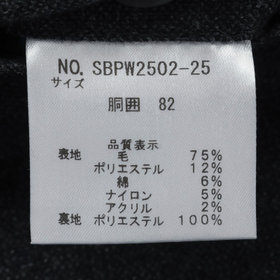 NO. SBPW2502-25
サイズ
胴囲 82
品質表示
表地 毛 75%
ポリエステル 12%
綿 6%
ナイロン 5%
アクリル 2%
裏地 ポリエステル 100%